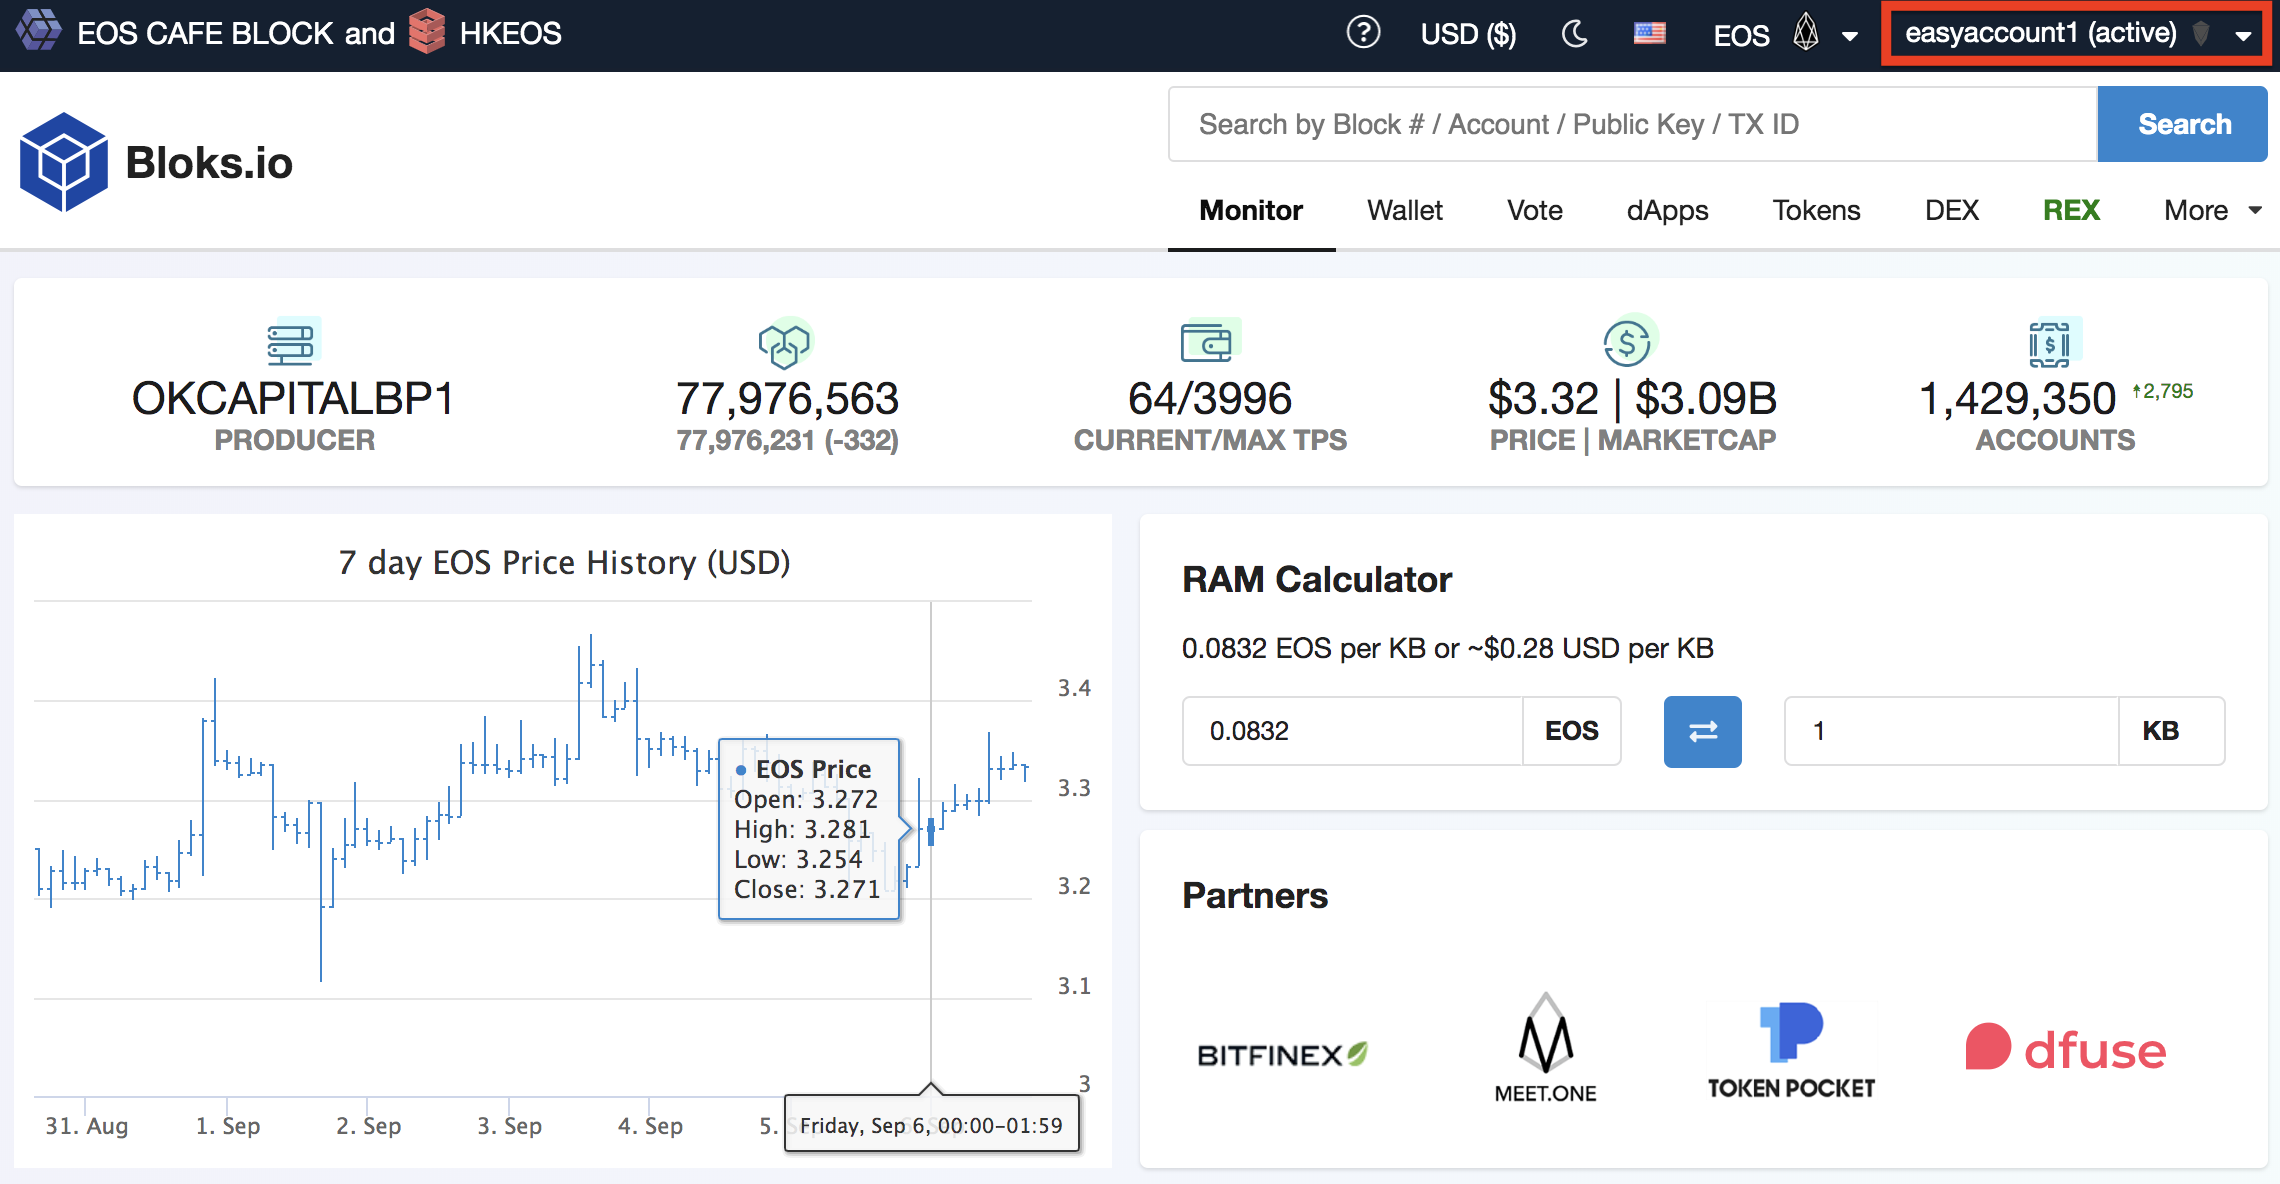 EOS CAFE BLOCK and HKEOS
? USD ($) EOS easyaccount1 (active)
Bloks.io
Search by Block # / Account / Public Key / TX ID Search
Monitor Wallet Vote dApps Tokens DEX REX More
OKCAPITALBP1
PRODUCER
77,976,563
77,976,231 (-332)
64/3996
CURRENT/MAX TPS
$3.32 | $3.09B
PRICE | MARKETCAP
1,429,350 2,795
ACCOUNTS
7 day EOS Price History (USD)
3.4
3.3
3.2
3.1
3
EOS Price
Open: 3.272
High: 3.281
Low: 3.254
Close: 3.271
31. Aug 1. Sep 2. Sep 3. Sep 4. Sep 5.
Friday, Sep 6, 00:00-01:59
RAM Calculator
0.0832 EOS per KB or ~$0.28 USD per KB
0.0832 EOS 1 KB
Partners
BITFINEX
MEET.ONE
TOKEN POCKET
dfuse